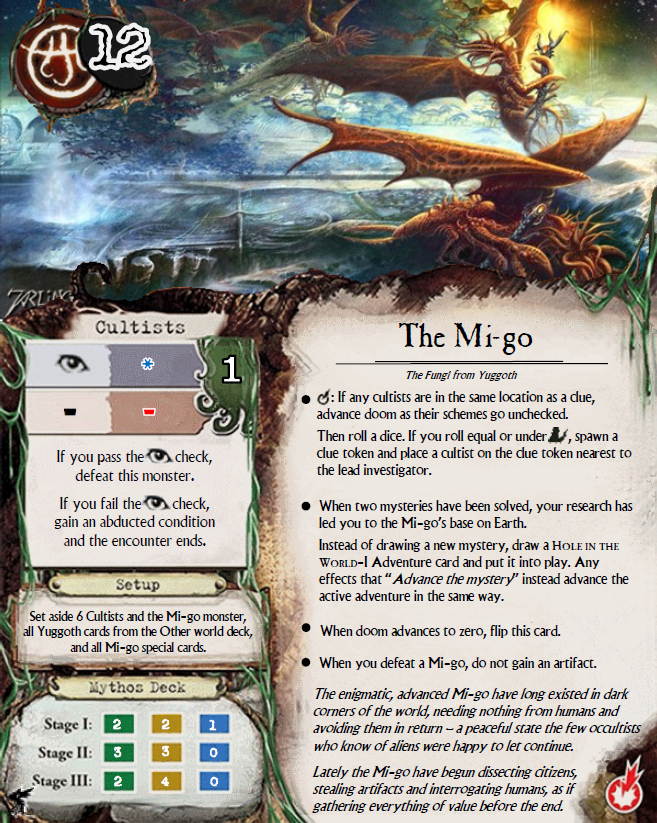 12
ZARLING
Cultists
1
*
-
-
If you pass the check,
defeat this monster.
If you fail the check,
gain an abducted condition
and the encounter ends.
Setup
Set aside 6 Cultists and the Mi-go monster,
all Yuggoth cards from the Other world deck,
and all Mi-go special cards.
Mythos Deck
Stage I: 2 2 1
Stage II: 3 3 0
Stage III: 2 4 0
The Mi-go
The Fungi from Yuggoth
: If any cultists are in the same location as a clue,
advance doom as their schemes go unchecked.
Then roll a dice. If you roll equal or under , spawn a
clue token and place a cultist on the clue token nearest to
the lead investigator.
When two mysteries have been solved, your research has
led you to the Mi-go's base on Earth.
Instead of drawing a new mystery, draw a HOLE IN THE
WORLD-I Adventure card and put it into play. Any
effects that “Advance the mystery” instead advance the
active adventure in the same way.
When doom advances to zero, flip this card.
When you defeat a Mi-go, do not gain an artifact.
The enigmatic, advanced Mi-go have long existed in dark
corners of the world, needing nothing from humans and
avoiding them in return – a peaceful state the few occultists
who know of aliens were happy to let continue.
Lately the Mi-go have begun dissecting citizens,
stealing artifacts and interrogating humans, as if
gathering everything of value before the end.